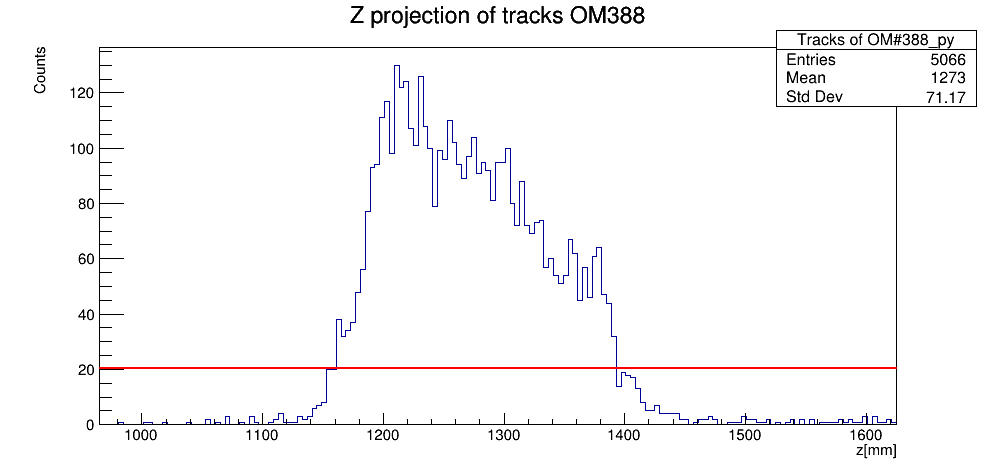 Z projection of tracks OM388
Counts
Tracks of OM#388_py
Entries 5066
Mean 1273
Std Dev 71.17
120
100
80
60
40
20
0
1000 1100 1200 1300 1400 1500 1600
z[mm]